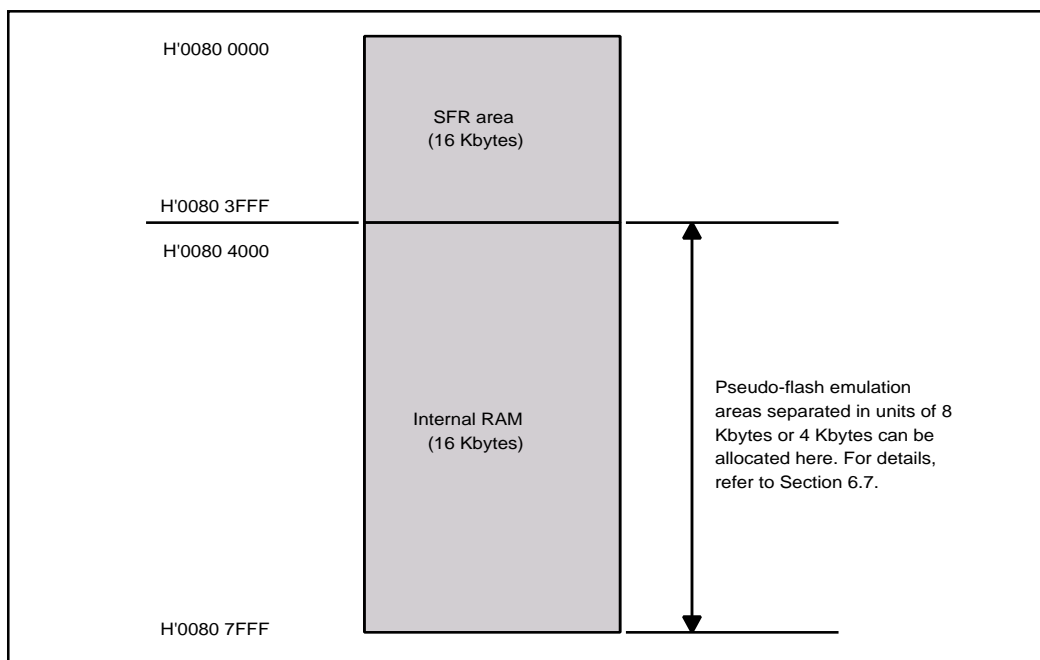 H'0080 0000
SFR area
(16 Kbytes)
H'0080 3FFF
H'0080 4000
Pseudo-flash emulation
areas separated in units of 8
Kbytes or 4 Kbytes can be
allocated here. For details,
refer to Section 6.7.
Internal RAM
(16 Kbytes)
H'0080 7FFF